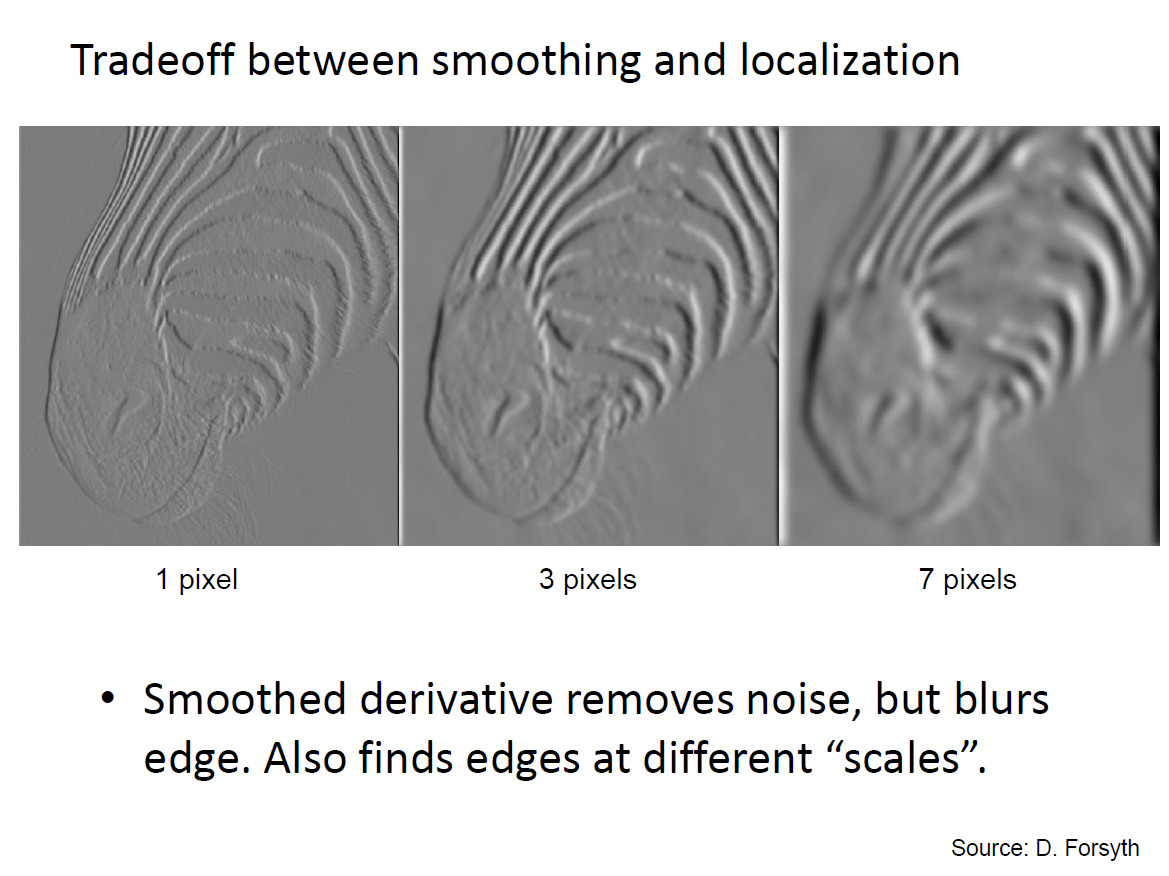 Tradeoff between smoothing and localization
1 pixel
3 pixels
7 pixels
• Smoothed derivative removes noise, but blurs
edge. Also finds edges at different “scales”.
Source: D. Forsyth